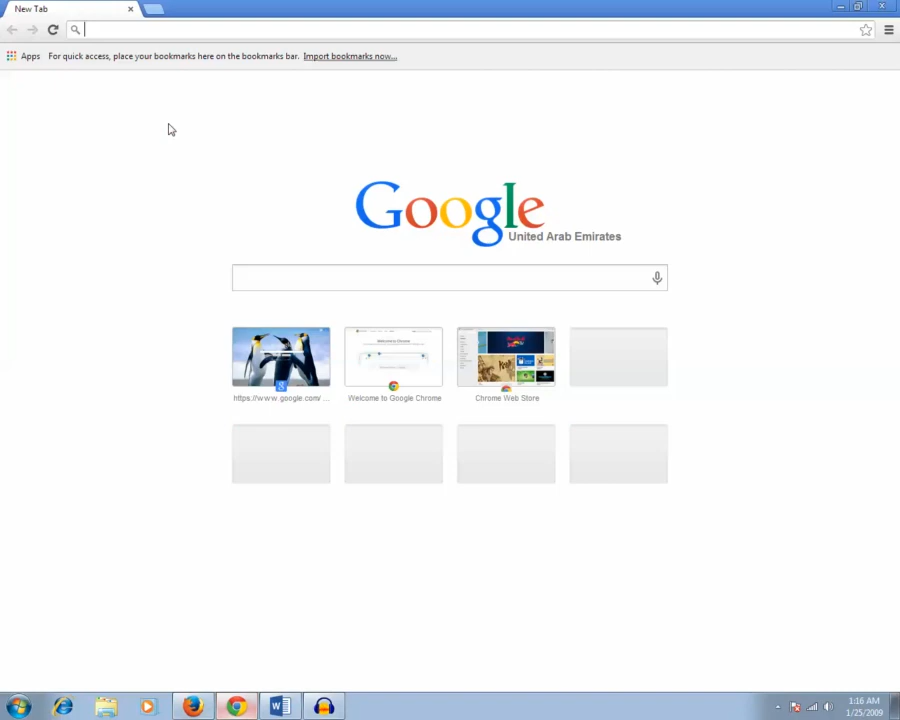 New Tab
Apps For quick access, place your bookmarks here on the bookmarks bar. Import bookmarks now...
Google
United Arab Emirates
https://www.google.com/ ... Welcome to Google Chrome Chrome Web Store
1:16 AM
1/25/2009